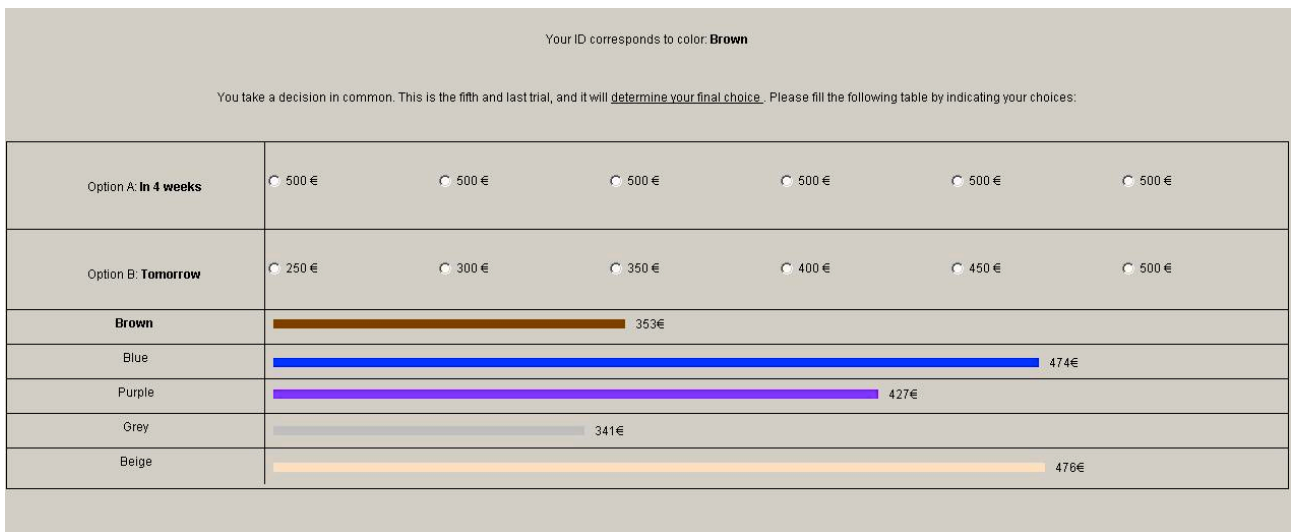 Your ID corresponds to color: Brown
You take a decision in common. This is the fifth and last trial, and it will determine your final choice . Please fill the following table by indicating your choices:
Option A: In 4 weeks 500 € 500 € 500 € 500 € 500 € 500 €
Option B: Tomorrow 250 € 300 € 350 € 400 € 450 € 500 €
Brown 353€
Blue 474€
Purple 427€
Grey 341€
Beige 476€